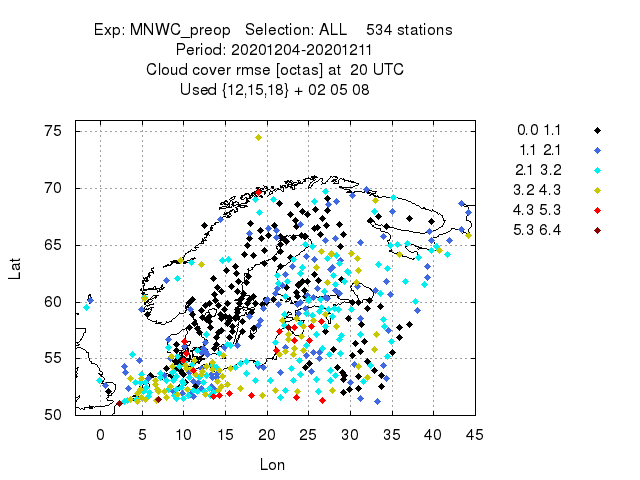 Exp: MNWC_preop   Selection: ALL    534 stations
Period: 20201204-20201211
Cloud cover rmse [octas] at  20 UTC
Used {12,15,18} + 02 05 08
0.0 1.1
1.1 2.1
2.1 3.2
3.2 4.3
4.3 5.3
5.3 6.4
75
70
65
60
55
50
Lat
0 5 10 15 20 25 30 35 40 45
Lon